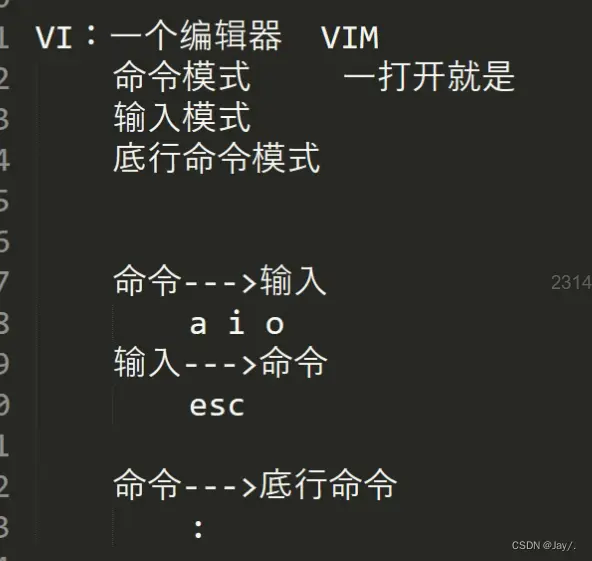 1 VI：一个编辑器 VIM
2 命令模式 一打开就是
3 输入模式
4 底行命令模式
5
6
7 命令--->输入
2314
8 a i o
9 输入--->命令
0 esc
1
2 命令--->底行命令
3 :
CSDN @Jay/.